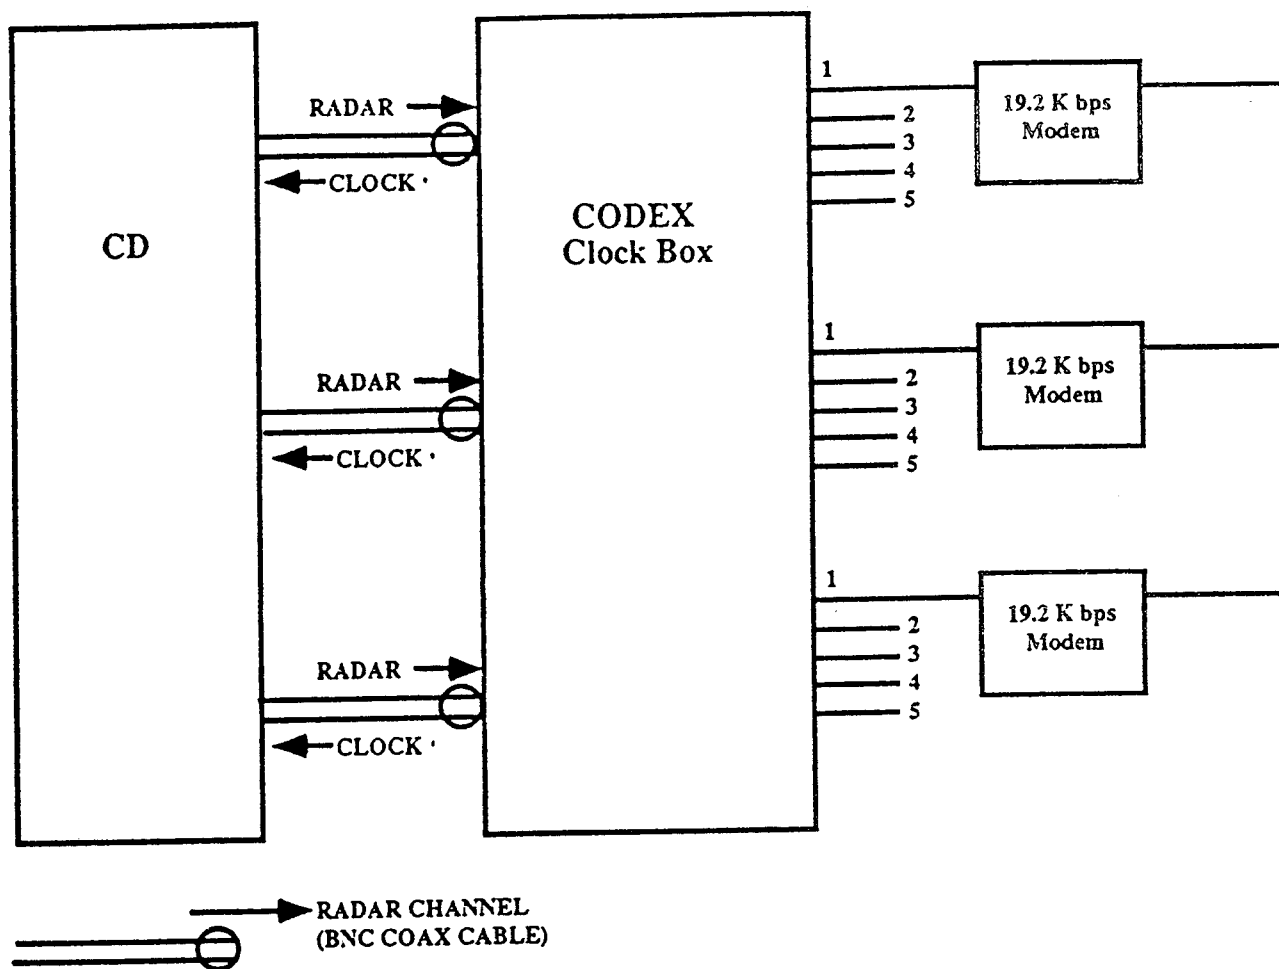 CD
RADAR
CLOCK
RADAR
CLOCK
RADAR
CLOCK
CODEX
Clock Box
1
2
3
4
5
19.2 K bps
Modem
1
2
3
4
5
19.2 K bps
Modem
1
2
3
4
5
19.2 K bps
Modem
RADAR CHANNEL
(BNC COAX CABLE)